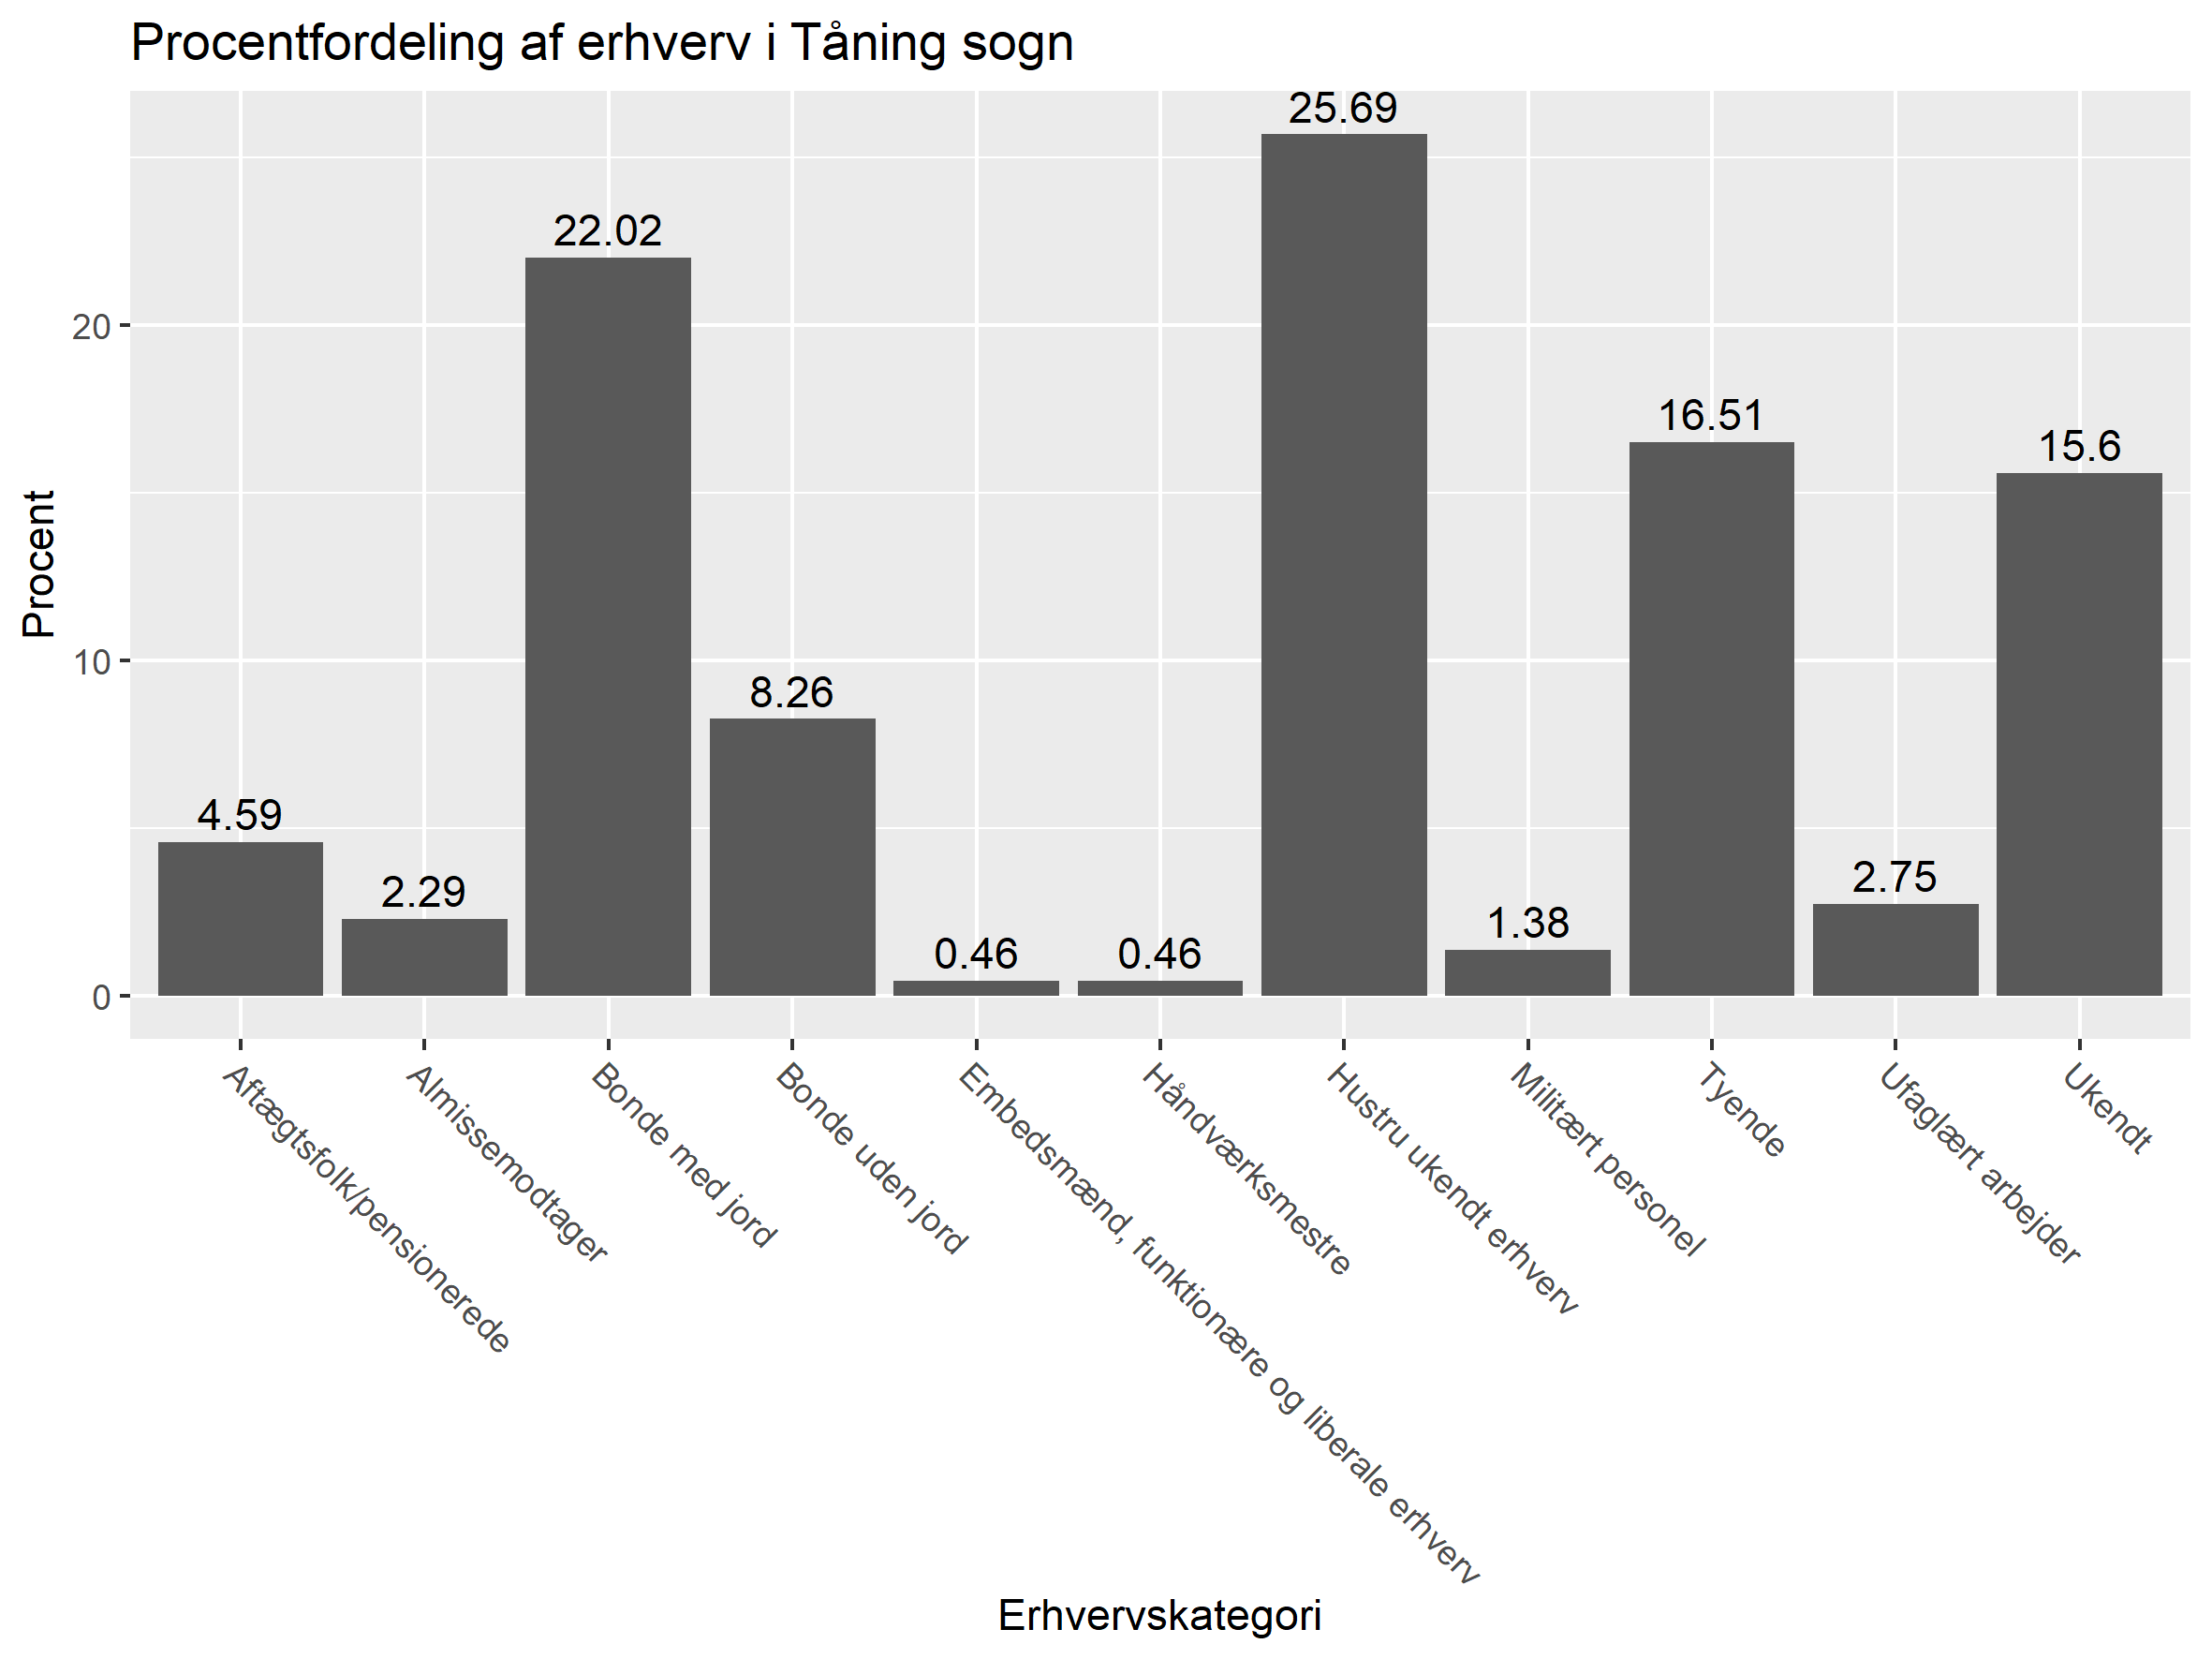 Procentfordeling af erhverv i Tåning sogn
25.69
22.02
20
16.51
15.6
Procent
10
8.26
4.59
2.75
2.29
1.38
0.46
0.46
0
Aftægtsfolk/pensionerede
Almissemodtager
Bonde med jord
Bonde uden jord
Embedsmænd, funktionære og liberale erhverv
Håndværksmestre
Hustru ukendt erhverv
Militært personel
Tyende
Ufaglært arbejder
Ukendt
Erhvervskategori